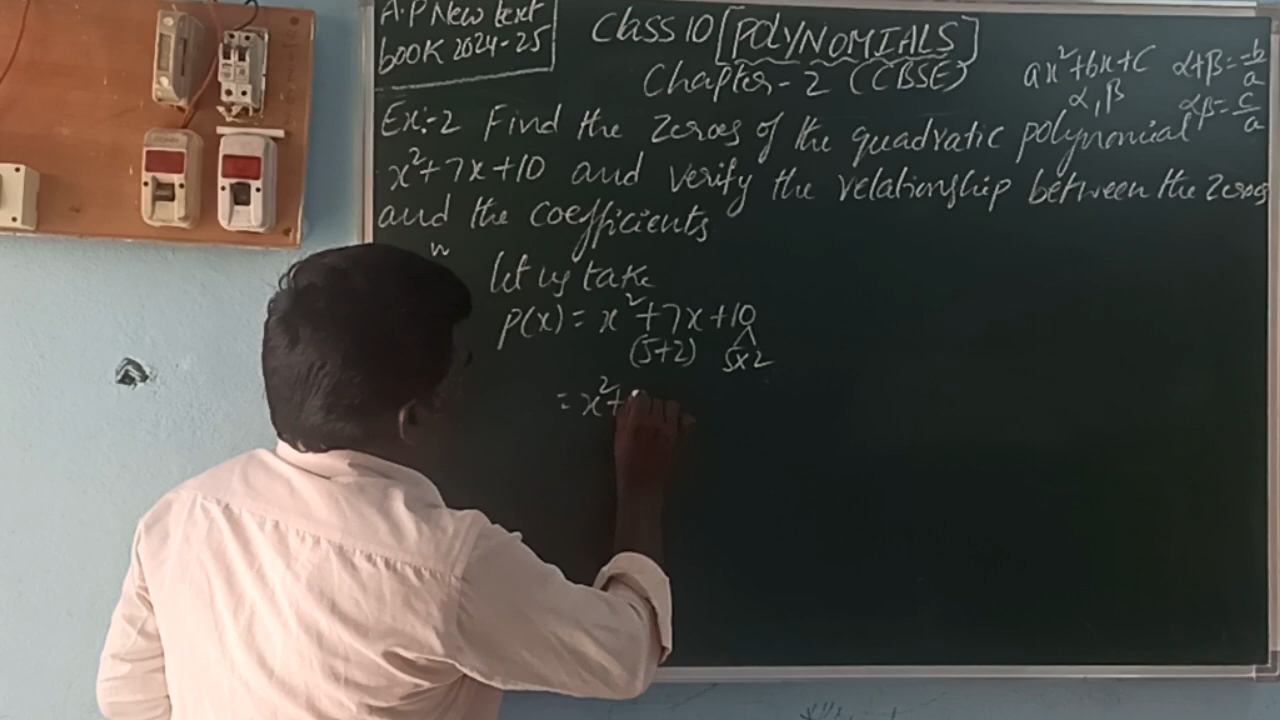 A.P New text
book 2024-25
Class 10 [POLYNOMIALS]
Chapter - 2 (CBSE)
ax²+bx+c α+β = -b/a
α,β αβ = c/a
Ex:-2 Find the Zeroes of the quadratic polynomial
x²+7x+10 and verify the relationship between the Zeros
and the coefficients
let us take
p(x) = x²+7x+10
(5+2) 5x2
= x²+